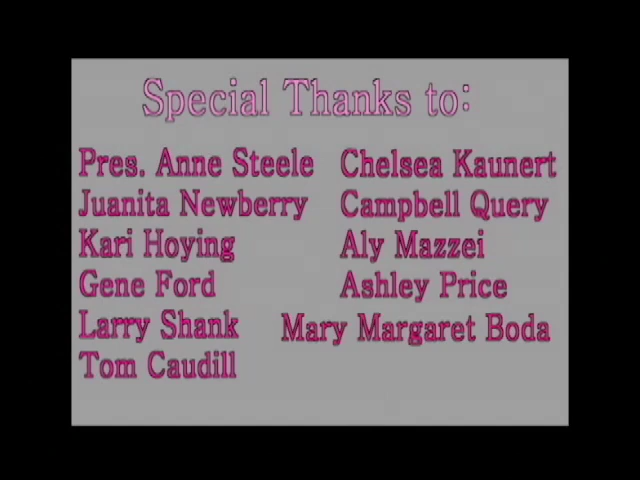 Special Thanks to:
Pres. Anne Steele
Juanita Newberry
Kari Hoying
Gene Ford
Larry Shank
Tom Caudill
Chelsea Kaunert
Campbell Query
Aly Mazzei
Ashley Price
Mary Margaret Boda